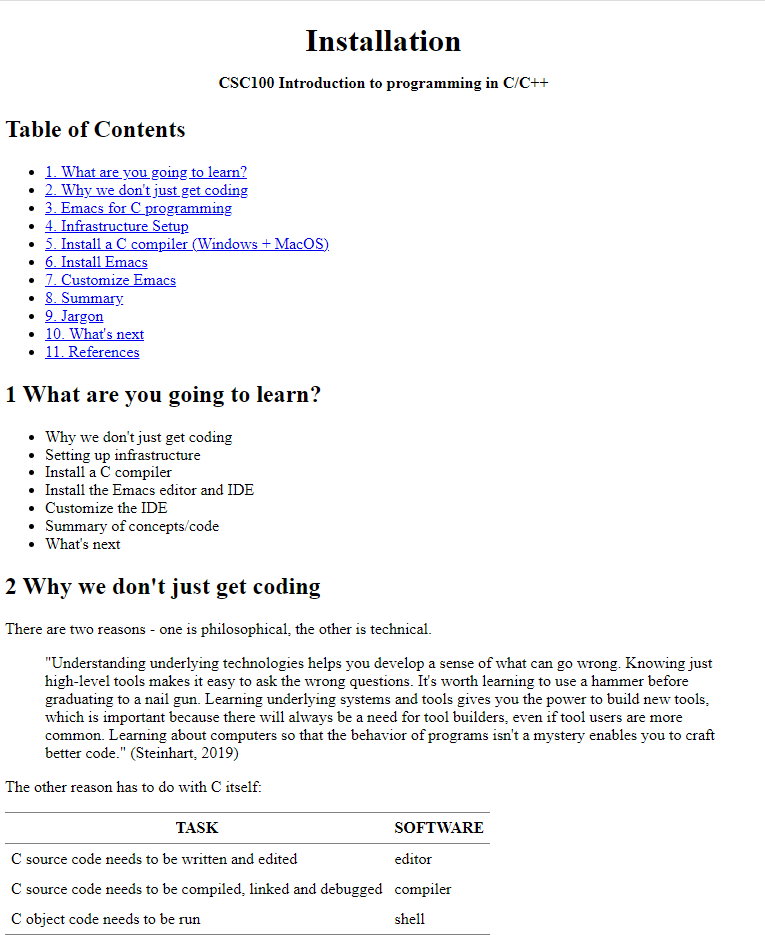 Installation
CSC100 Introduction to programming in C/C++
Table of Contents
1. What are you going to learn?
2. Why we don't just get coding
3. Emacs for C programming
4. Infrastructure Setup
5. Install a C compiler (Windows + MacOS)
6. Install Emacs
7. Customize Emacs
8. Summary
9. Jargon
10. What's next
11. References
1 What are you going to learn?
Why we don't just get coding
Setting up infrastructure
Install a C compiler
Install the Emacs editor and IDE
Customize the IDE
Summary of concepts/code
What's next
2 Why we don't just get coding
There are two reasons - one is philosophical, the other is technical.
"Understanding underlying technologies helps you develop a sense of what can go wrong. Knowing just
high-level tools makes it easy to ask the wrong questions. It's worth learning to use a hammer before
graduating to a nail gun. Learning underlying systems and tools gives you the power to build new tools,
which is important because there will always be a need for tool builders, even if tool users are more
common. Learning about computers so that the behavior of programs isn't a mystery enables you to craft
better code." (Steinhart, 2019)
The other reason has to do with C itself:
TASK SOFTWARE
C source code needs to be written and edited editor
C source code needs to be compiled, linked and debugged compiler
C object code needs to be run shell